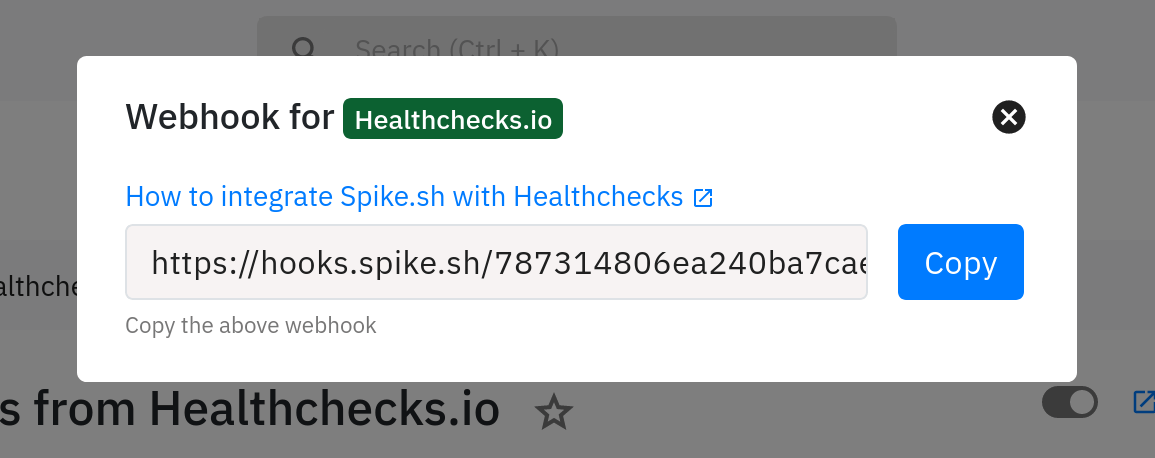 Search (Ctrl + K)
Webhook for Healthchecks.io
How to integrate Spike.sh with Healthchecks
https://hooks.spike.sh/787314806ea240ba7cae
Copy
Copy the above webhook
s from Healthchecks.io